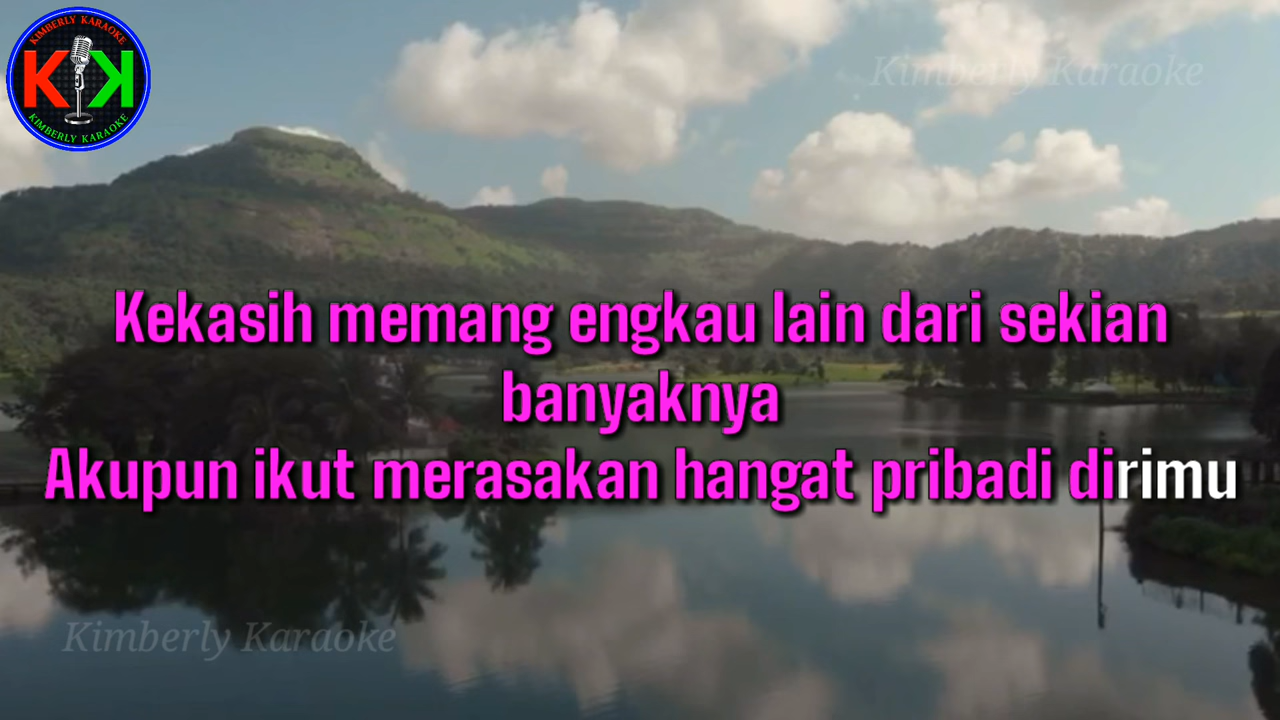 KIMBERLY KARAOKE
KK
KIMBERLY KARAOKE
Kimberly Karaoke
Kekasih memang engkau lain dari sekian
banyaknya
Akupun ikut merasakan hangat pribadi dirimu
Kimberly Karaoke